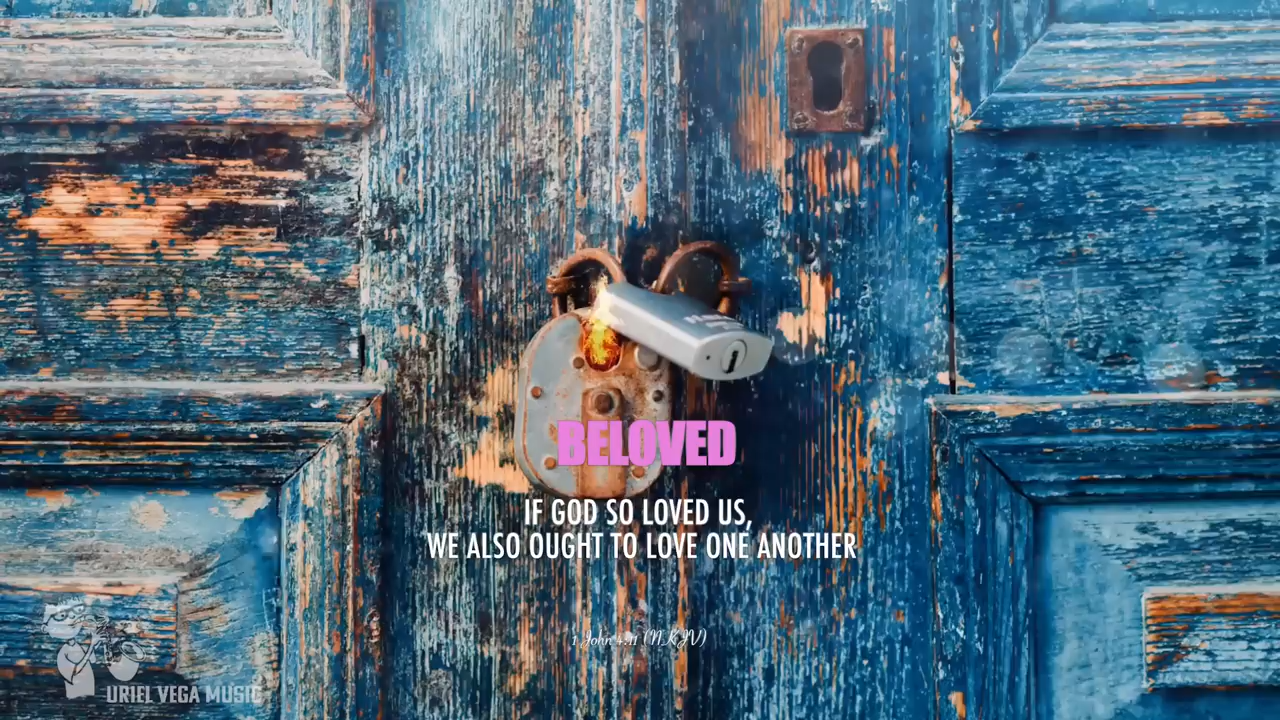 BELOVED
IF GOD SO LOVED US,
WE ALSO OUGHT TO LOVE ONE ANOTHER
1 John 4:11 (NKJV)
URIEL VEGA MUSIC